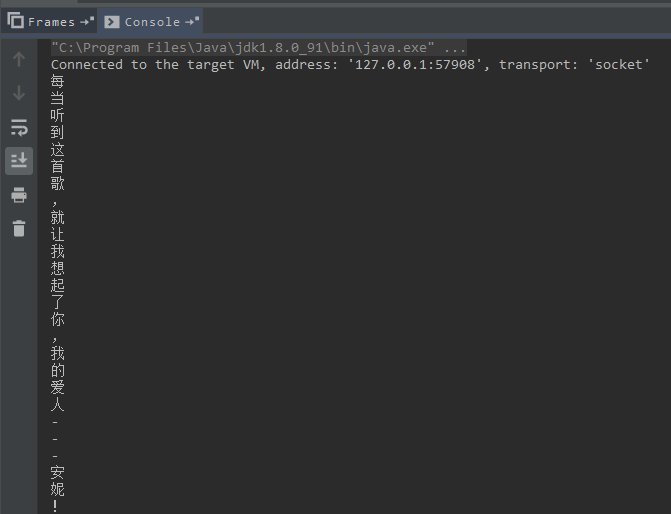 Frames
Console
"C:\Program Files\Java\jdk1.8.0_91\bin\java.exe" ...
Connected to the target VM, address: '127.0.0.1:57908', transport: 'socket'
每
当
听
到
这
首
歌
，
就
让
我
想
起
了
你
，
我
的
爱
人
-
-
-
安
妮
!